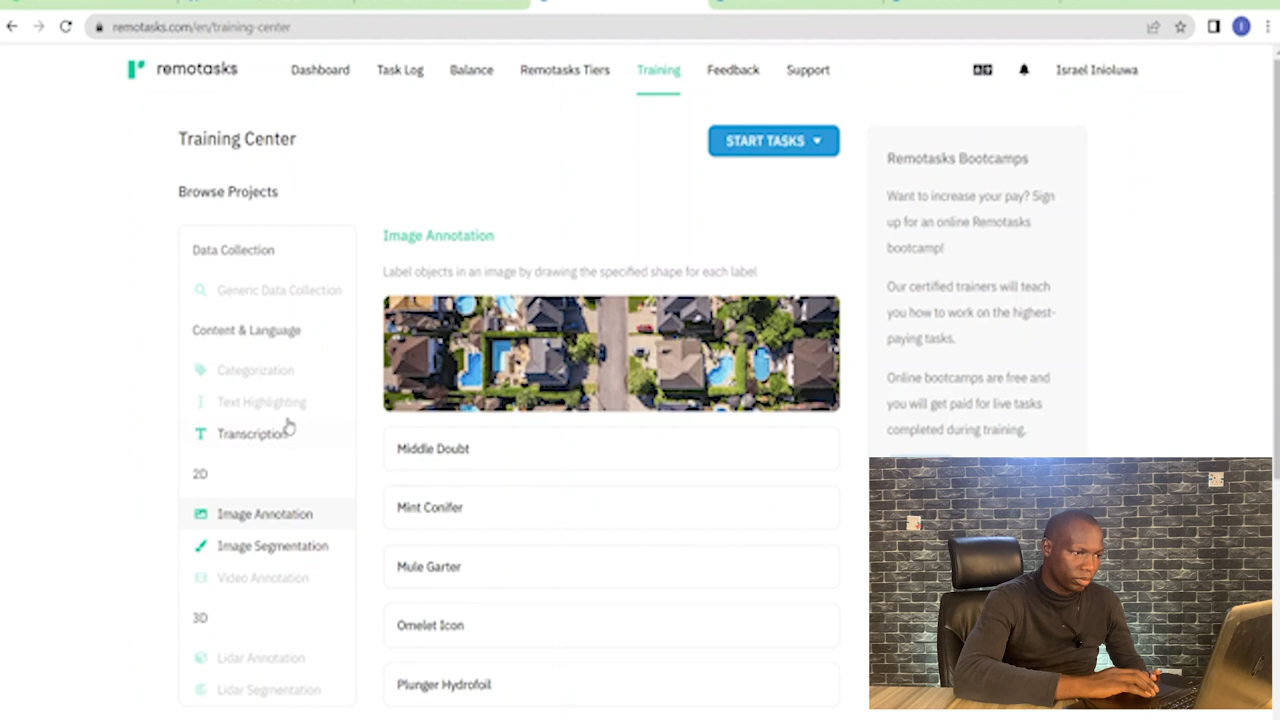 remotasks.com/en/training-center
remotasks
Dashboard
Task Log
Balance
Remotasks Tiers
Training
Feedback
Support
Israel Inioluwa
Training Center
START TASKS
Browse Projects
Data Collection
Generic Data Collection
Content & Language
Categorization
Text Highlighting
Transcription
2D
Image Annotation
Image Segmentation
Video Annotation
3D
Lidar Annotation
Lidar Segmentation
Image Annotation
Label objects in an image by drawing the specified shape for each label
Middle Doubt
Mint Conifer
Mule Garter
Omelet Icon
Plunger Hydrofoil
Remotasks Bootcamps
Want to increase your pay? Sign
up for an online Remotasks
bootcamp!
Our certified trainers will teach
you how to work on the highest-
paying tasks.
Online bootcamps are free and
you will get paid for live tasks
completed during training.